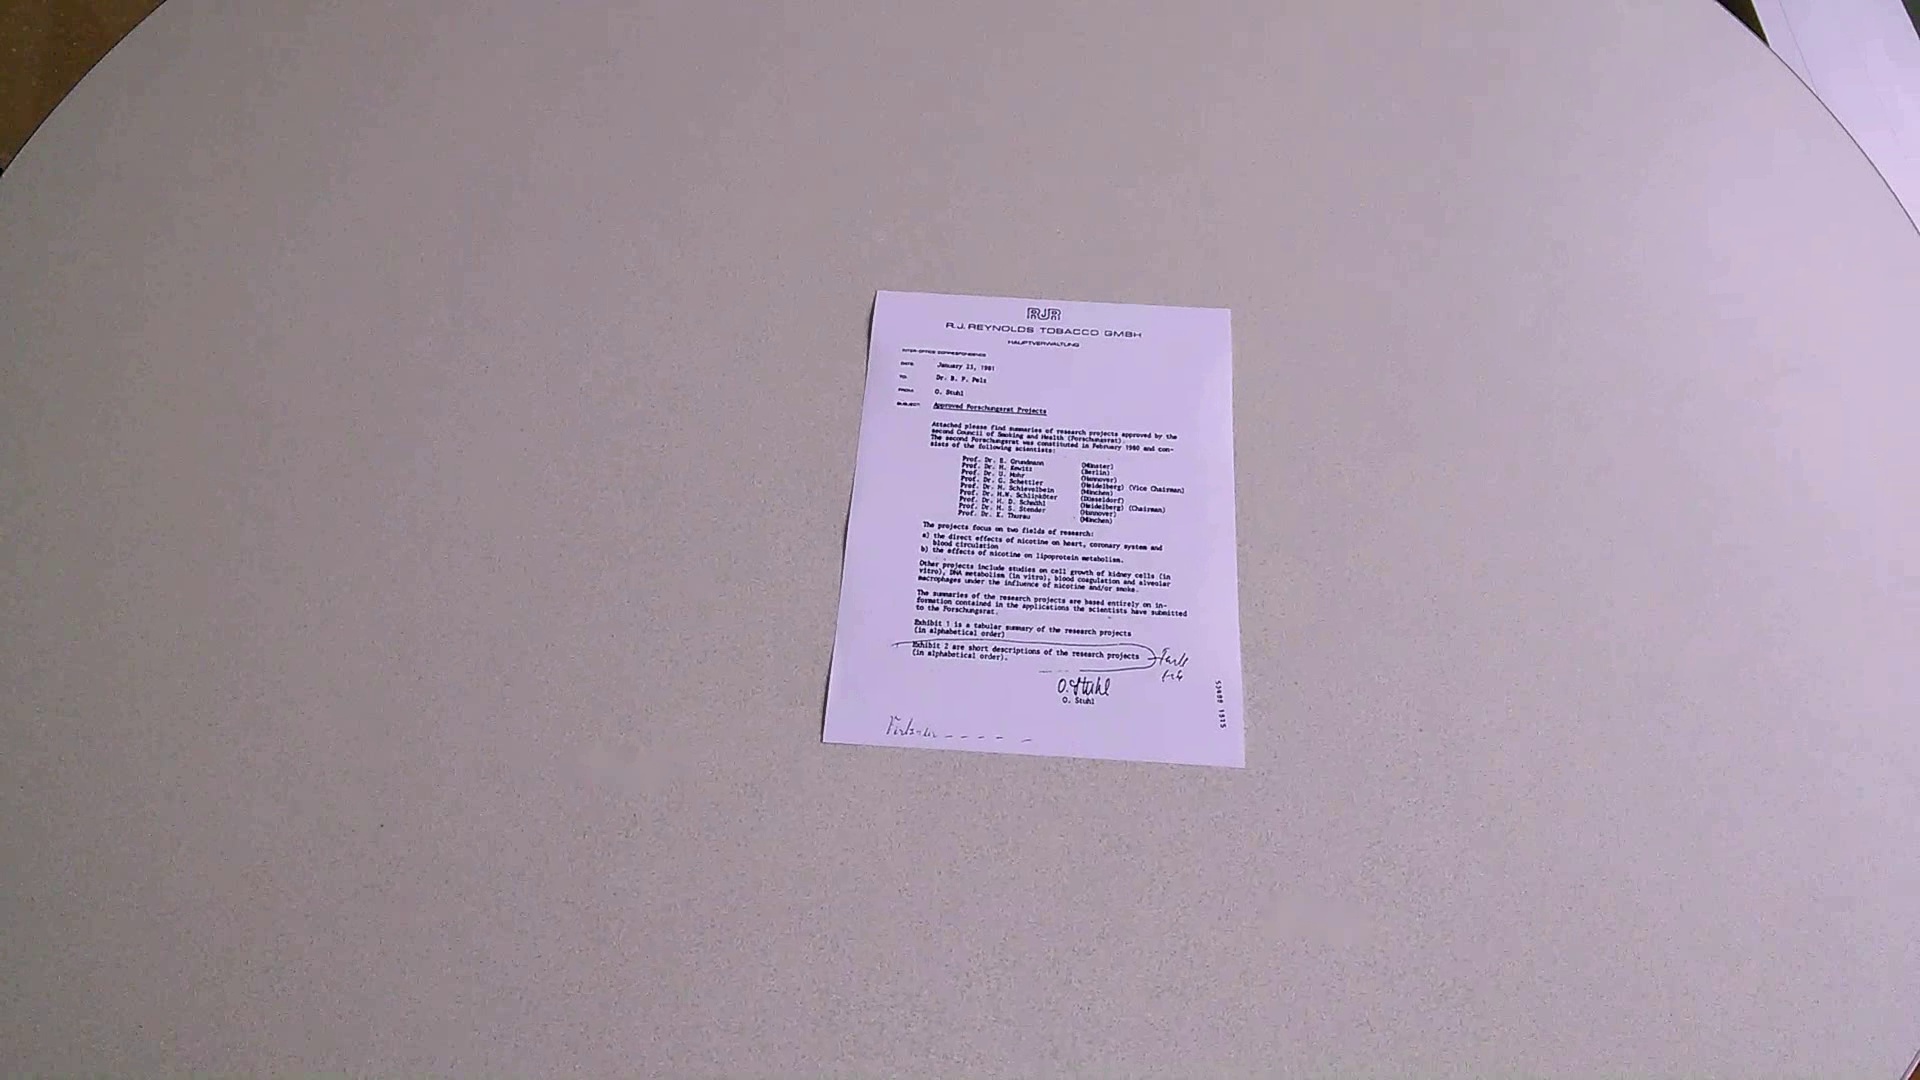 RJR
R.J. REYNOLDS TOBACCO GMBH
HAUPTVERWALTUNG
INTER-OFFICE CORRESPONDENCE
DATE: January 23, 1981
TO: Dr. B. F. Pelz
FROM: O. Stuhl
SUBJECT: Approved Forschungsrat Projects
Attached please find summaries of research projects approved by the
second Council of Smoking and Health (Forschungsrat).
The second Forschungsrat was constituted in February 1980 and con-
sists of the following scientists:
Prof. Dr. E. Grundmann (Münster)
Prof. Dr. H. Kewitz (Berlin)
Prof. Dr. U. Mohr (Hannover)
Prof. Dr. G. Schettler (Heidelberg) (Vice Chairman)
Prof. Dr. H. Schievelbein (München)
Prof. Dr. H.W. Schlipköter (Düsseldorf)
Prof. Dr. H. D. Schmähl (Heidelberg) (Chairman)
Prof. Dr. H. S. Stender (Hannover)
Prof. Dr. K. Thurau (München)
The projects focus on two fields of research:
a) the direct effects of nicotine on heart, coronary system and
blood circulation
b) the effects of nicotine on lipoprotein metabolism.
Other projects include studies on cell growth of kidney cells (in
vitro), DNA metabolism (in vitro), blood coagulation and alveolar
macrophages under the influence of nicotine and/or smoke.
The summaries of the research projects are based entirely on in-
formation contained in the applications the scientists have submitted
to the Forschungsrat.
Exhibit 1 is a tabular summary of the research projects
(in alphabetical order)
Exhibit 2 are short descriptions of the research projects
(in alphabetical order).
O. Stuhl
O. Stuhl